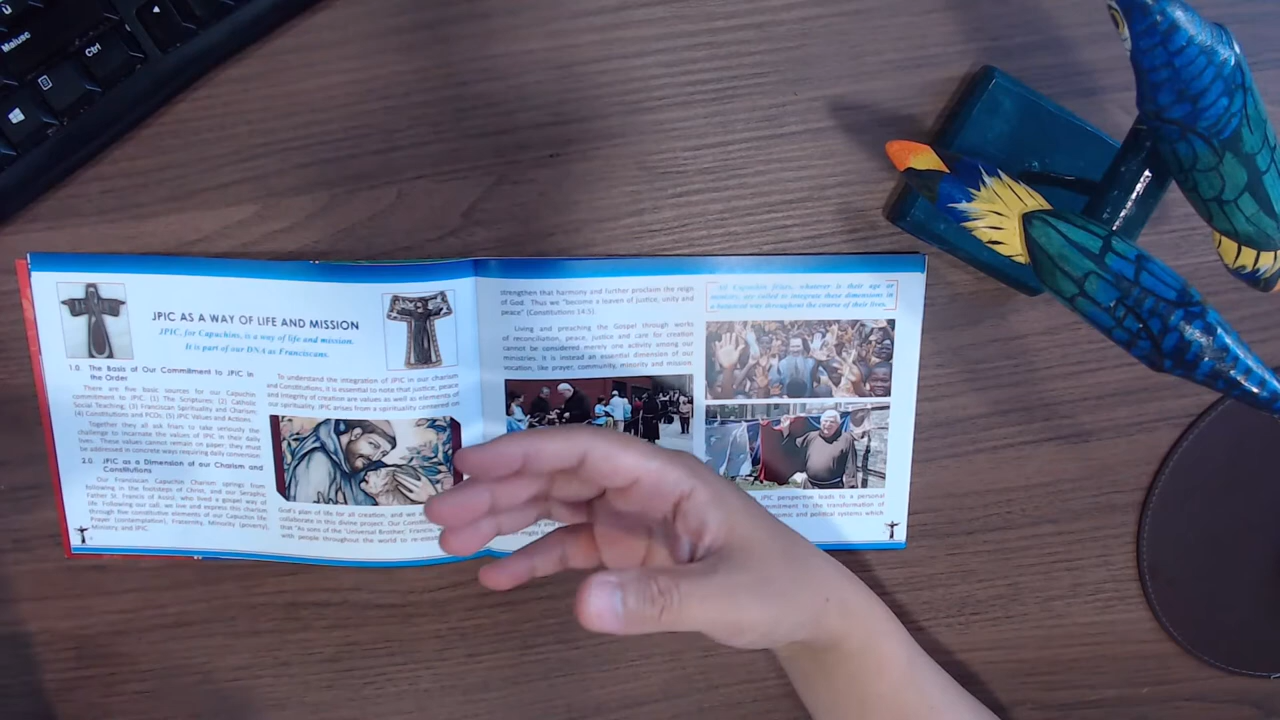 Maiusc
Ctrl
JPIC AS A WAY OF LIFE AND MISSION
JPIC, for Capuchins, is a way of life and mission.
It is part of our DNA as Franciscans.
1.0. The Basis of Our Commitment to JPIC in
the Order
There are five basic sources for our Capuchin
commitment to JPIC. (1) The Scriptures; (2) Catholic
Social Teaching; (3) Franciscan Spirituality and Charism;
(4) Constitutions and PCOs; (5) JPIC Values and Actions.
Together they all ask friars to take seriously the
challenge to incarnate the values of JPIC in their daily
lives. These values cannot remain on paper; they must
be addressed in concrete ways requiring daily conversion.
2.0. JPIC as a Dimension of our Charism and
Constitutions
Our Franciscan Capuchin Charism springs from
following in the footsteps of Christ, and our Seraphic
Father St. Francis of Assisi, who lived a gospel way of
life. Following our call, we live and express this charism
through five constitutive elements of our Capuchin life:
Prayer (contemplation), Fraternity, Minority (poverty),
Ministry, and JPIC.
To understand the integration of JPIC in our charism
and Constitutions, it is essential to note that justice, peace
and integrity of creation are values as well as elements of
our spirituality. JPIC arises from a spirituality centered on
God's plan of life for all creation, and we
collaborate in this divine project. Our
that "As sons of the 'Universal Brother,' Francis,
with people throughout the world to
strengthen that harmony and further proclaim the reign
of God. Thus we "become a leaven of justice, unity and
peace" (Constitutions 14:5).
Living and preaching the Gospel through works
of reconciliation, peace, justice and care for creation
cannot be considered merely one activity among our
ministries. It is instead an essential dimension of our
vocation, like prayer, community, minority and mission.
All Capuchin friars, whatever is their age or
ministry, are called to integrate these dimensions in
a balanced way throughout the course of their lives.
JPIC perspective leads to a personal
to the transformation of
and political systems which